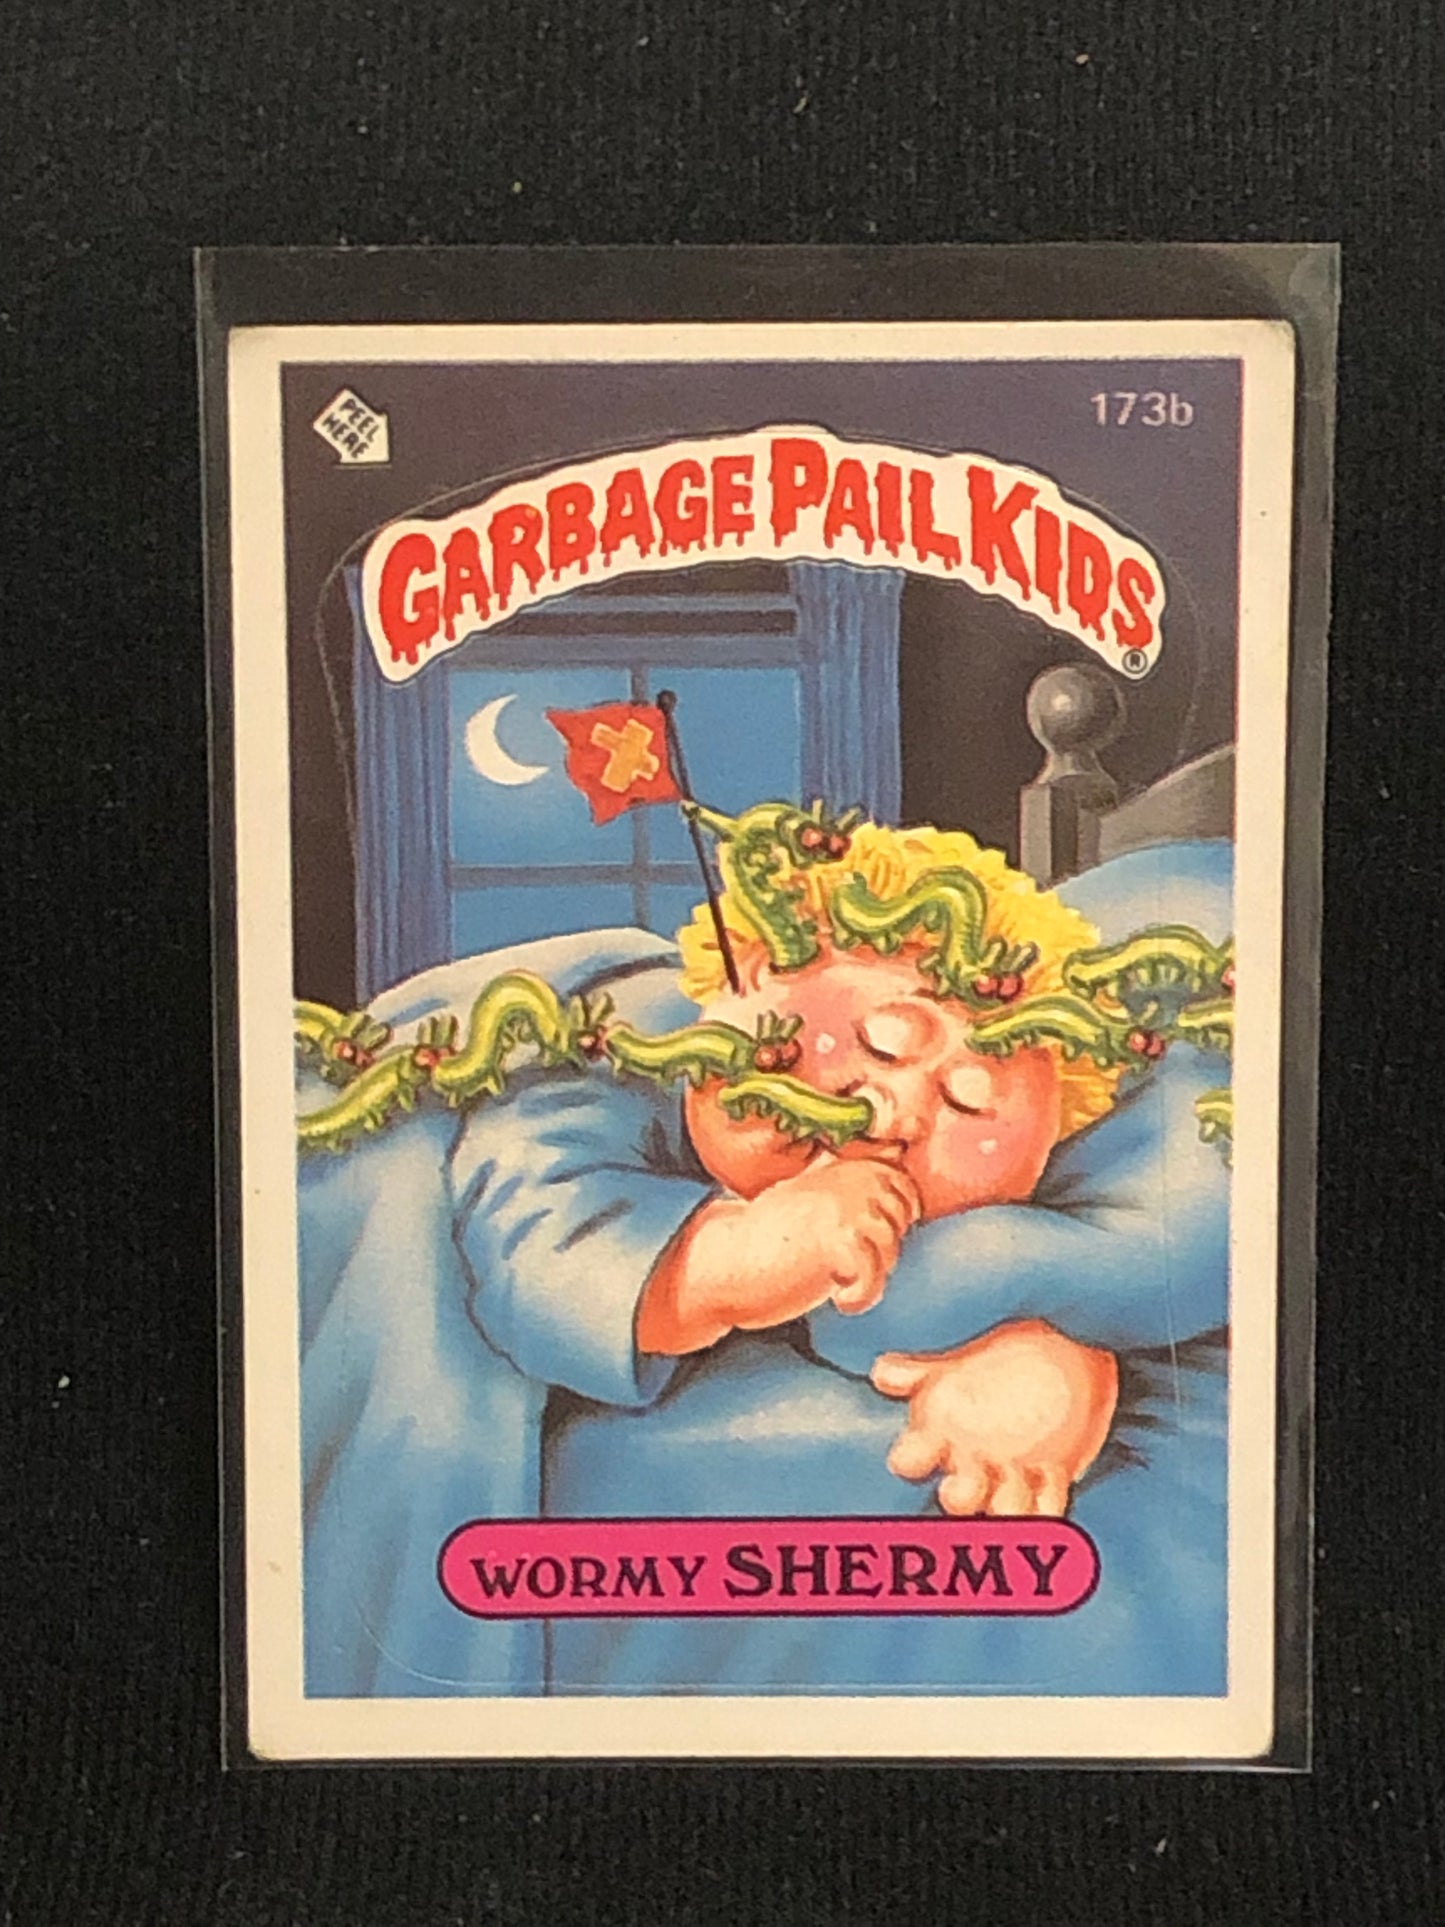 PEEL
HERE
173b
GARBAGE PAIL KIDS
®
WORMY SHERMY